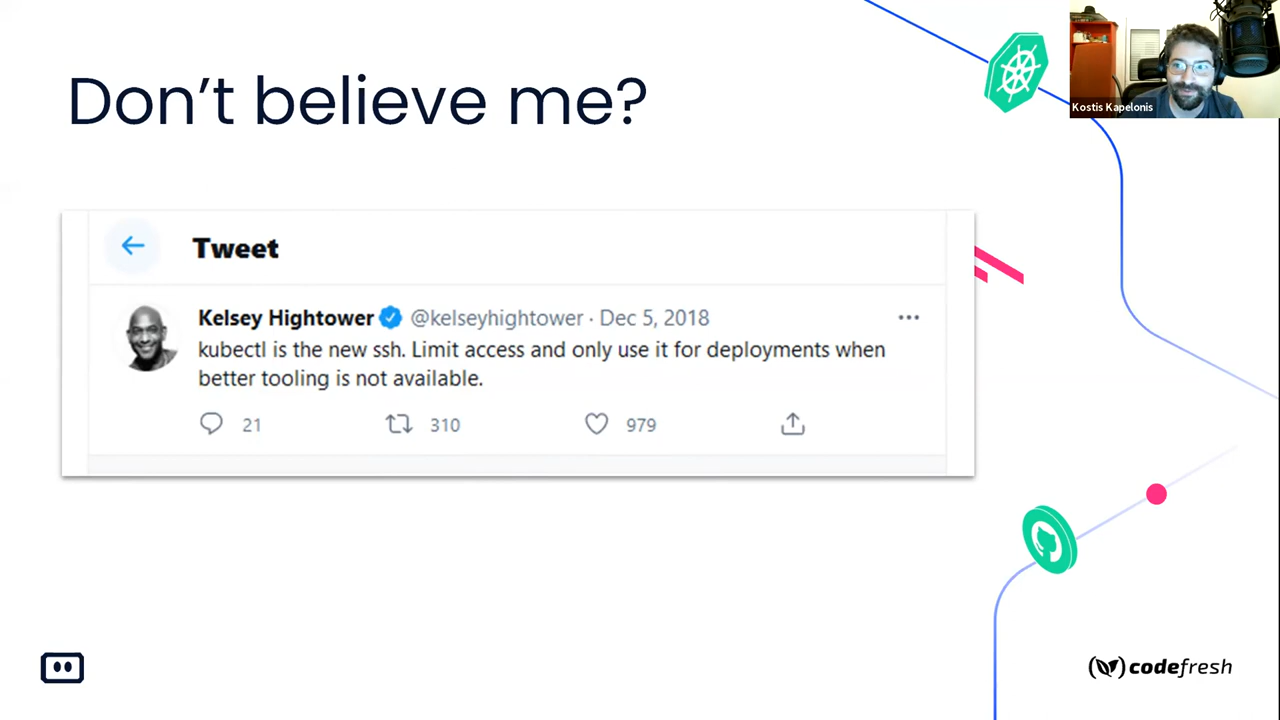 Don't believe me?
Kostis Kapelonis
Tweet
Kelsey Hightower @kelseyhightower · Dec 5, 2018
kubectl is the new ssh. Limit access and only use it for deployments when
better tooling is not available.
21 310 979
codefresh